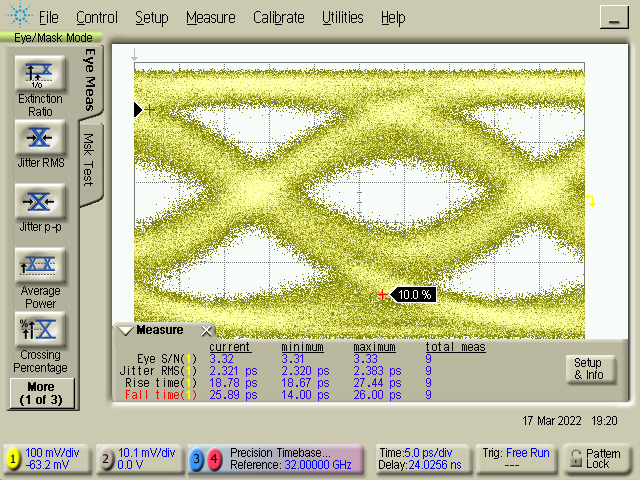 File Control Setup Measure Calibrate Utilities Help
Eye/Mask Mode
Eye Meas
Msk Test
1/0
Extinction
Ratio
Jitter RMS
Jitter p-p
Average
Power
%
Crossing
Percentage
More
(1 of 3)
10.0 %
Measure
current minimum maximum total meas
Eye S/N(1) 3.32 3.31 3.33 9
Jitter RMS(1) 2.321 ps 2.320 ps 2.383 ps 9
Rise time(1) 18.78 ps 18.67 ps 27.44 ps 9
Fall time(1) 25.89 ps 14.00 ps 26.00 ps 9
Setup
& Info
17 Mar 2022 19:20
1 100 mV/div
-63.2 mV
2 10.1 mV/div
0.0 V
3 4 Precision Timebase...
Reference: 32.00000 GHz
Time:5.0 ps/div
Delay:24.0256 ns
Trig: Free Run
---
Pattern
Lock